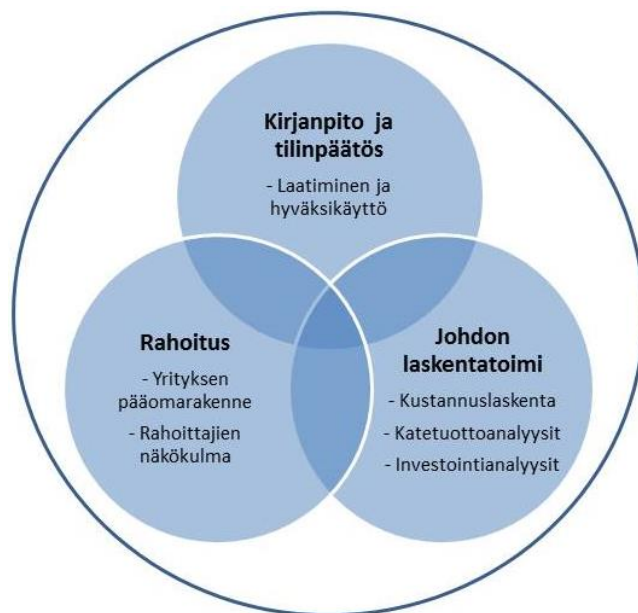 Kirjanpito ja
tilinpäätös
- Laatiminen ja
hyväksikäyttö
Rahoitus
- Yrityksen
pääomarakenne
- Rahoittajien
näkökulma
Johdon
laskentatoimi
- Kustannuslaskenta
- Katetuottoanalyysit
- Investointianalyysit